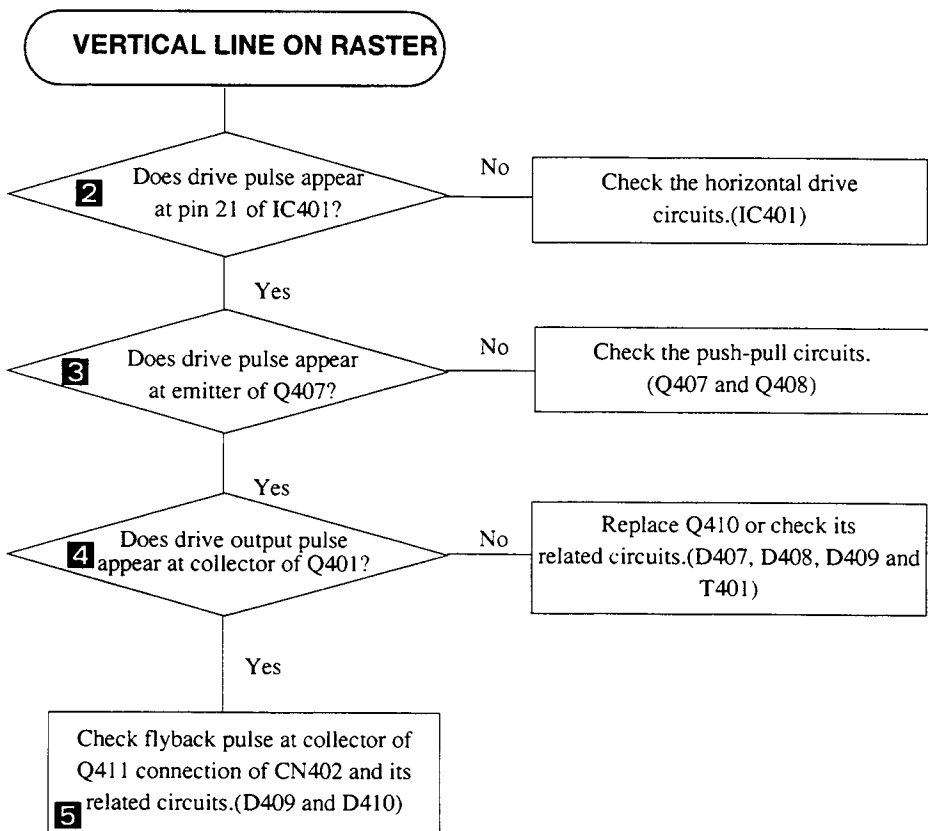 VERTICAL LINE ON RASTER
2
Does drive pulse appear
at pin 21 of IC401?
No
Check the horizontal drive
circuits.(IC401)
Yes
3
Does drive pulse appear
at emitter of Q407?
No
Check the push-pull circuits.
(Q407 and Q408)
Yes
4
Does drive output pulse
appear at collector of Q401?
No
Replace Q410 or check its
related circuits.(D407, D408, D409 and
T401)
Yes
Check flyback pulse at collector of
Q411 connection of CN402 and its
5
related circuits.(D409 and D410)